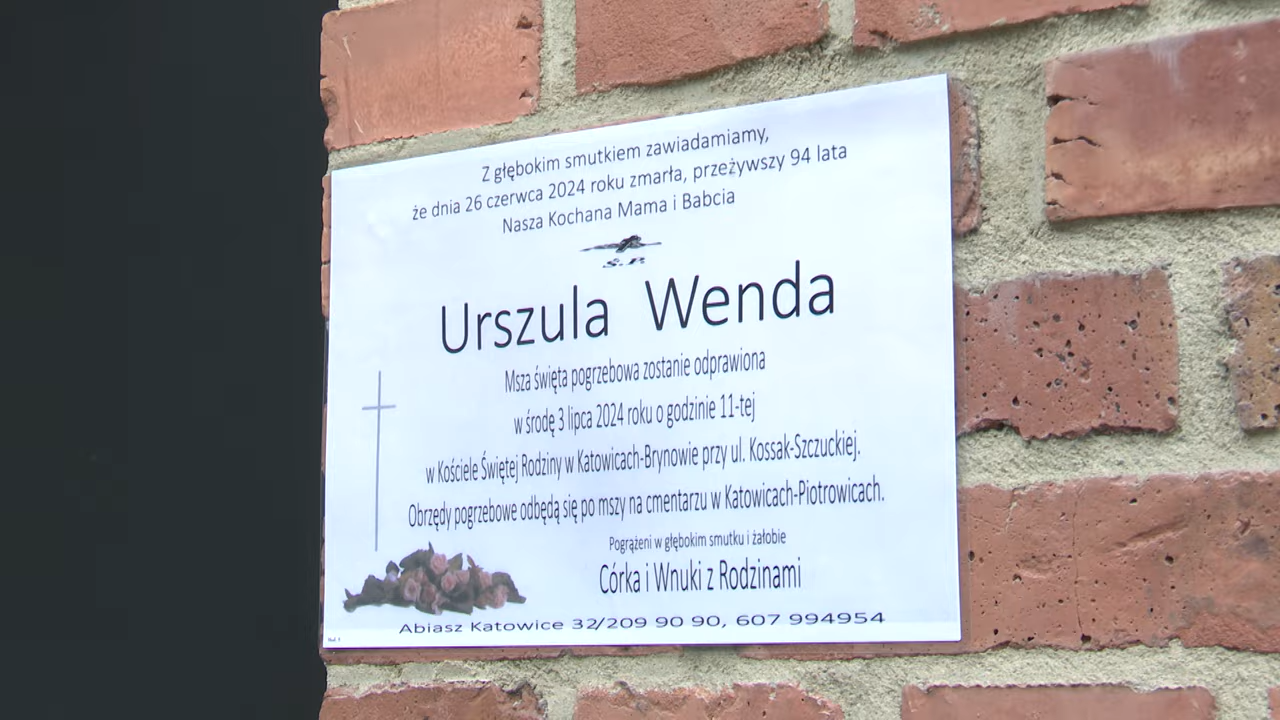 Z głębokim smutkiem zawiadamiamy,
że dnia 26 czerwca 2024 roku zmarła, przeżywszy 94 lata
Nasza Kochana Mama i Babcia
Ś.P.
Urszula Wenda
Msza święta pogrzebowa zostanie odprawiona
w środę 3 lipca 2024 roku o godzinie 11-tej
w Kościele Świętej Rodziny w Katowicach-Brynowie przy ul. Kossak-Szczuckiej.
Obrzędy pogrzebowe odbędą się po mszy na cmentarzu w Katowicach-Piotrowicach.
Pogrążeni w głębokim smutku i żałobie
Córka i Wnuki z Rodzinami
Abiasz Katowice 32/209 90 90, 607 994954